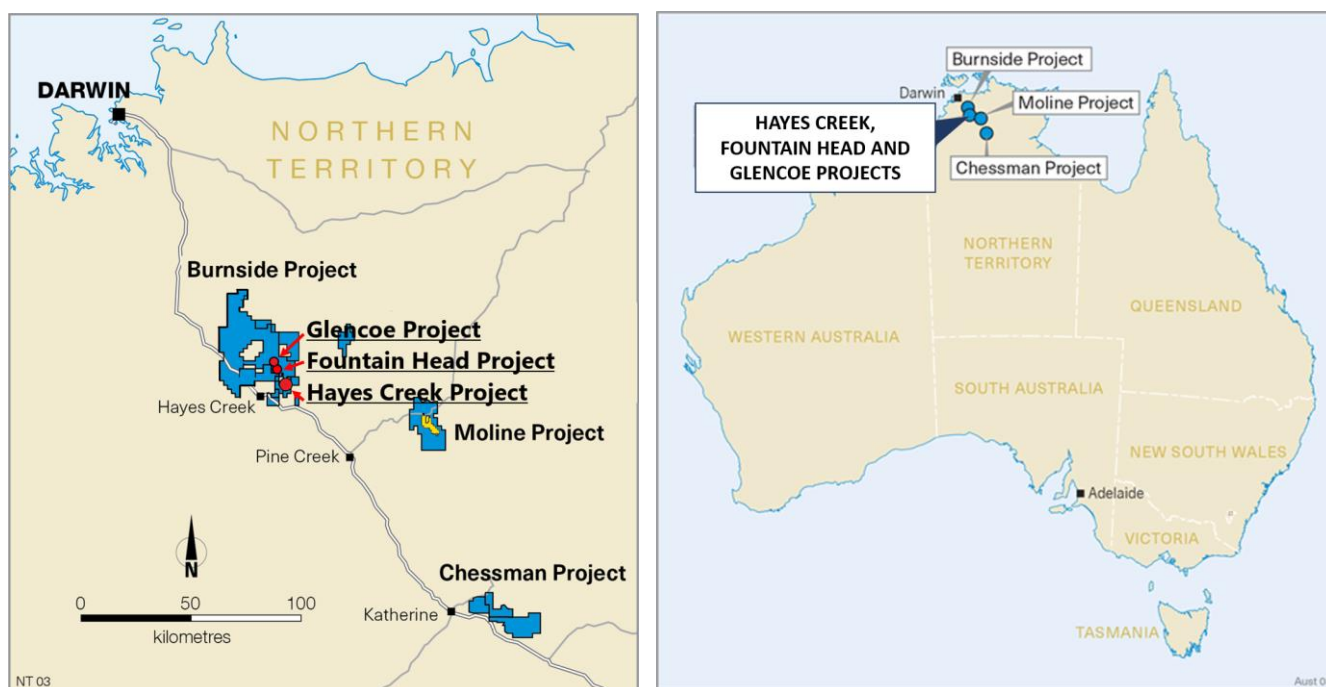 DARWIN
NORTHERN
TERRITORY
Burnside Project
Glencoe Project
Fountain Head Project
Hayes Creek Project
Hayes Creek
Moline Project
Pine Creek
N
Chessman Project
0 50 100
kilometres
Katherine
NT 03
Burnside Project
Darwin
Moline Project
HAYES CREEK,
FOUNTAIN HEAD AND
GLENCOE PROJECTS
Chessman Project
NORTHERN
TERRITORY
QUEENSLAND
WESTERN AUSTRALIA
SOUTH AUSTRALIA
NEW SOUTH WALES
Adelaide
VICTORIA
TASMANIA
Aust 0